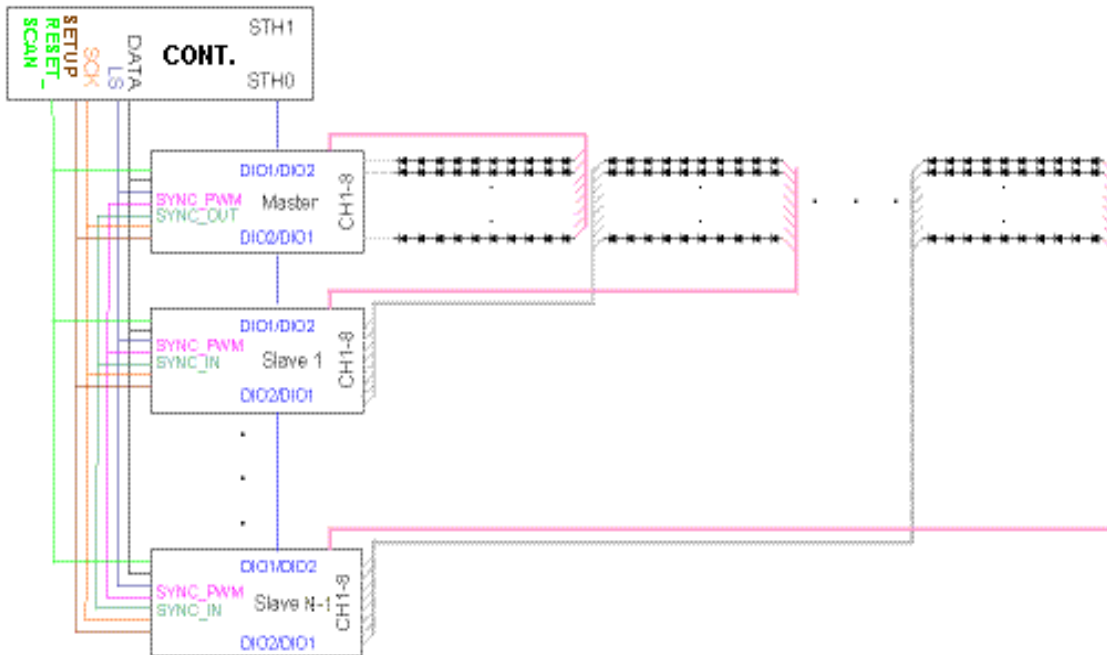 STH1
CONT.
STH0
SCAN
RESET_
SETUP
SCK
LS
DATA
DIO1/DIO2
SYNC_PWM
Master
SYNC_OUT
CH1-8
DIO2/DIO1
DIO1/DIO2
SYNC_PWM
Slave 1
SYNC_IN
CH1-8
DIO2/DIO1
DIO1/DIO2
SYNC_PWM
Slave N-1
SYNC_IN
CH1-8
DIO2/DIO1